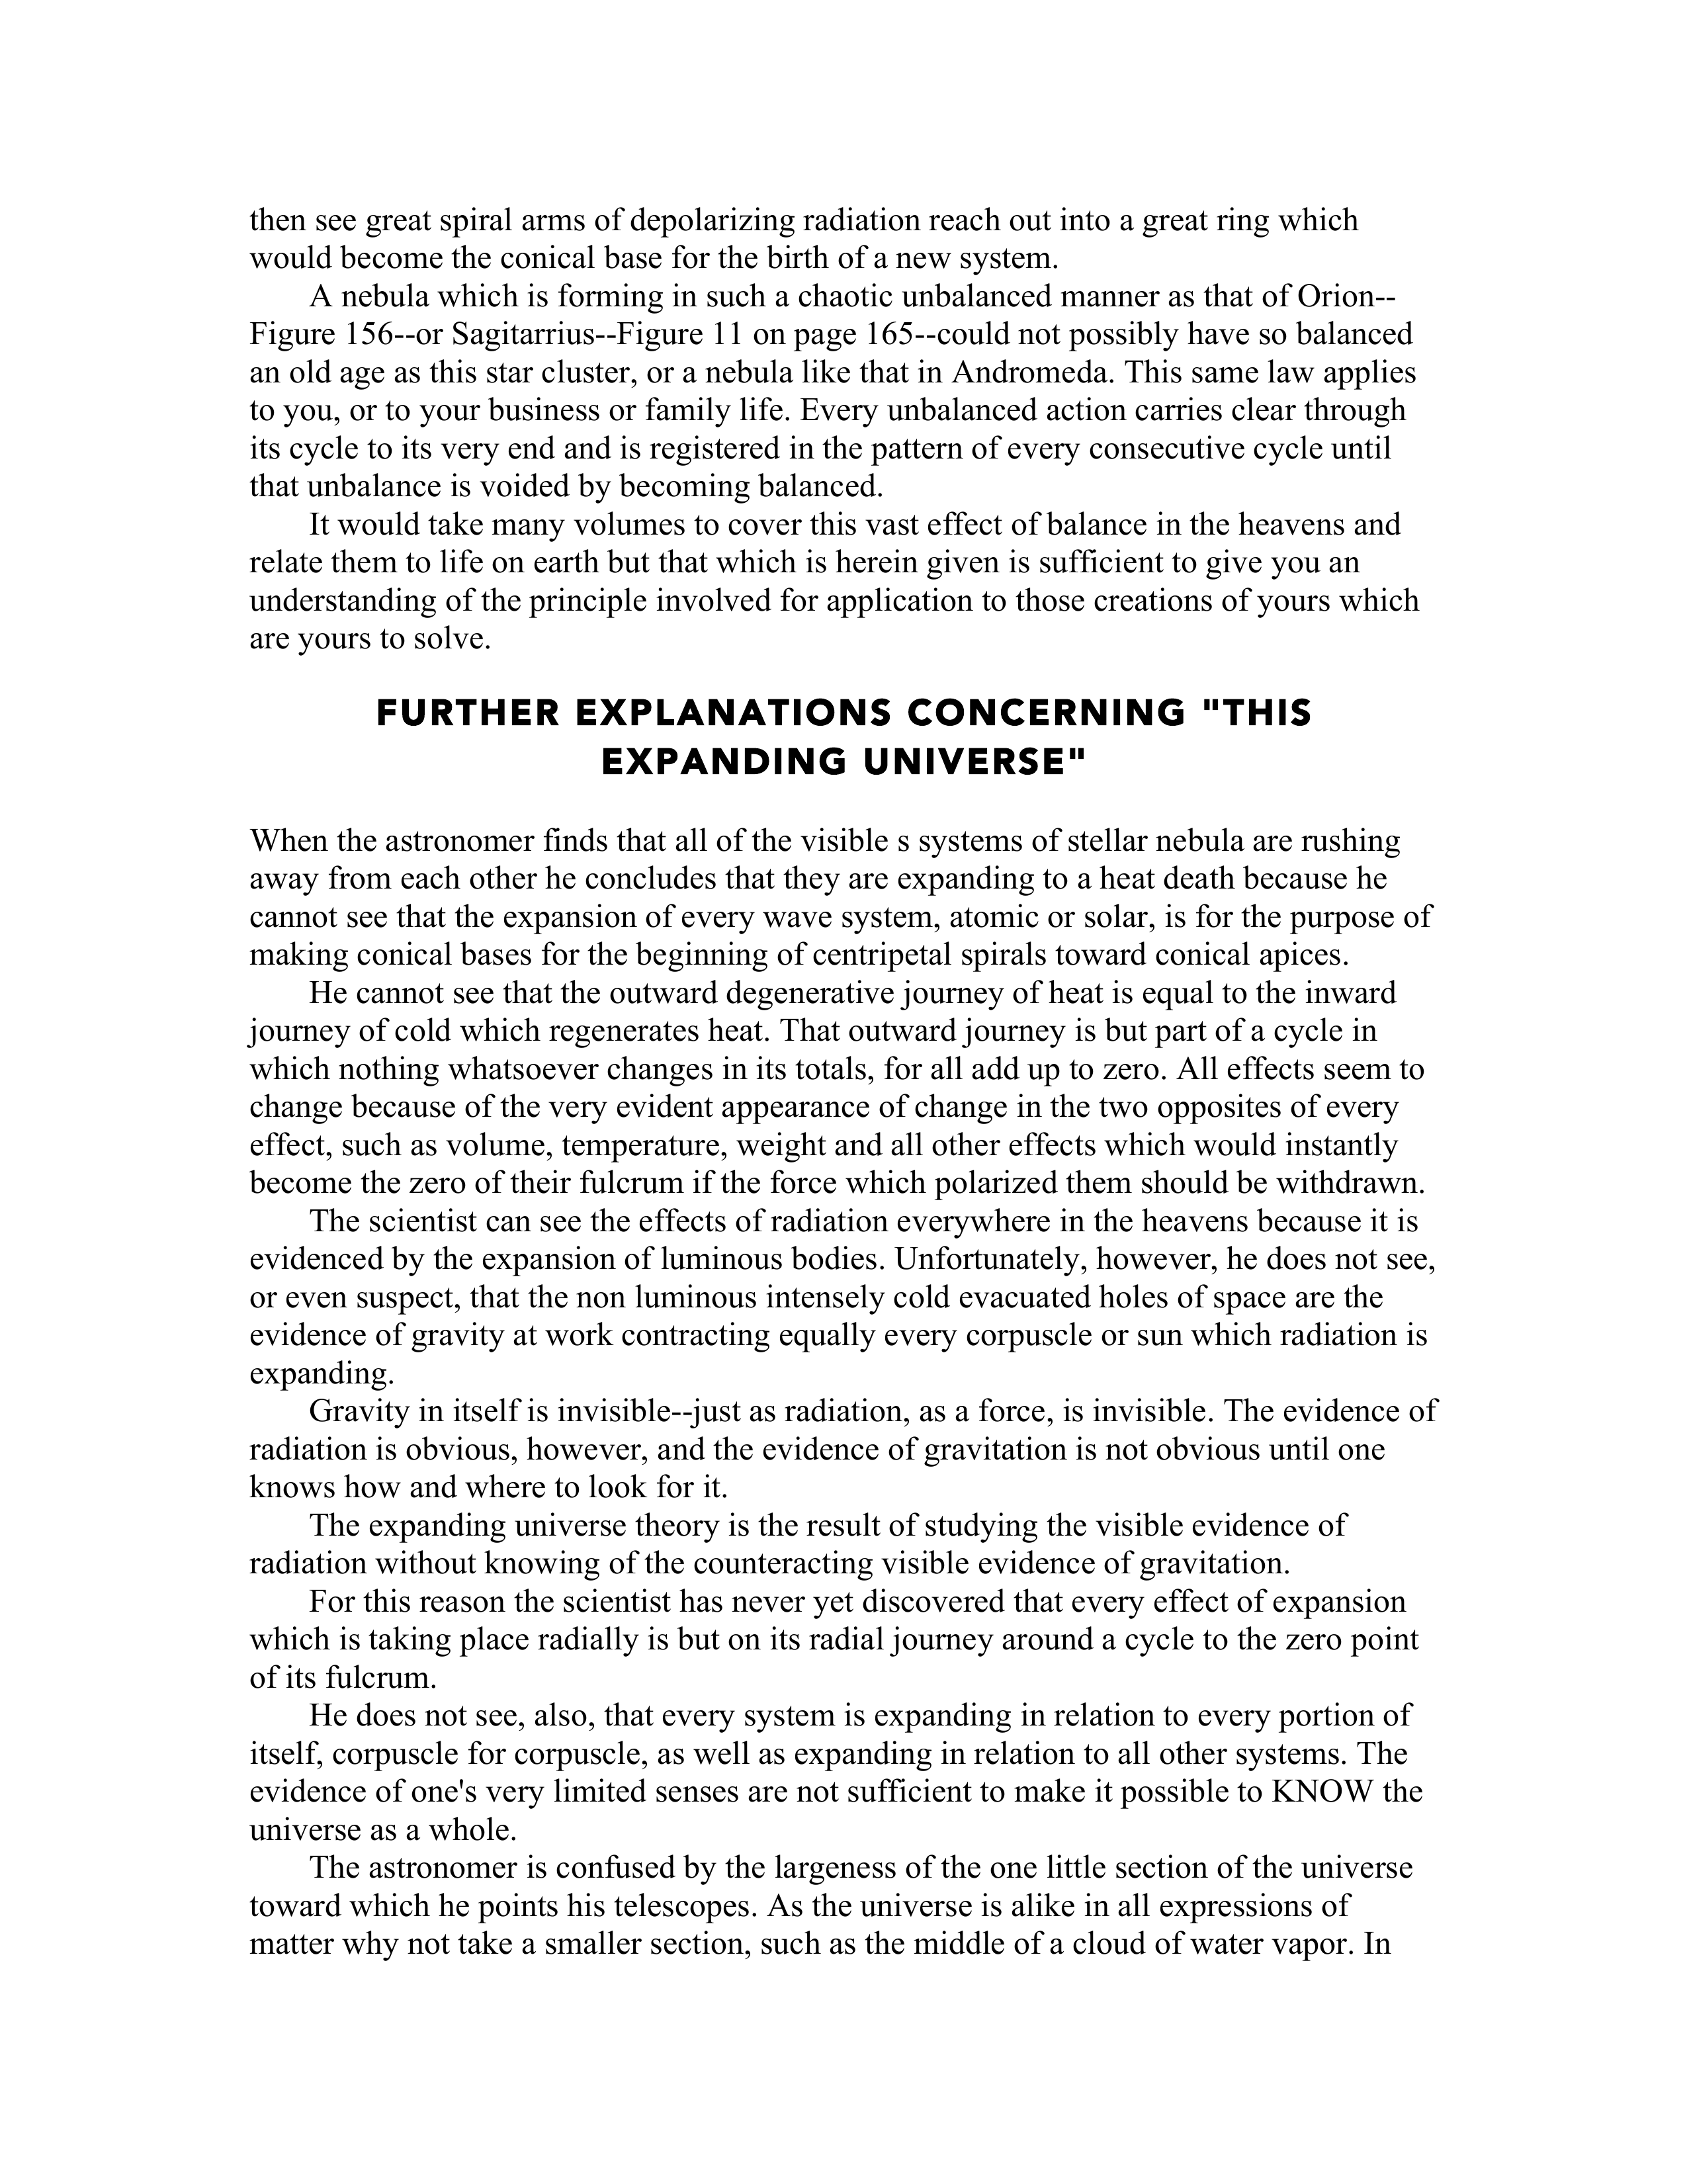 then see great spiral arms of depolarizing radiation reach out into a great ring which
would become the conical base for the birth of a new system.
A nebula which is forming in such a chaotic unbalanced manner as that of Orion--
Figure 156--or Sagitarrius--Figure 11 on page 165--could not possibly have so balanced
an old age as this star cluster, or a nebula like that in Andromeda. This same law applies
to you, or to your business or family life. Every unbalanced action carries clear through
its cycle to its very end and is registered in the pattern of every consecutive cycle until
that unbalance is voided by becoming balanced.
It would take many volumes to cover this vast effect of balance in the heavens and
relate them to life on earth but that which is herein given is sufficient to give you an
understanding of the principle involved for application to those creations of yours which
are yours to solve.
FURTHER EXPLANATIONS CONCERNING "THIS
EXPANDING UNIVERSE"
When the astronomer finds that all of the visible s systems of stellar nebula are rushing
away from each other he concludes that they are expanding to a heat death because he
cannot see that the expansion of every wave system, atomic or solar, is for the purpose of
making conical bases for the beginning of centripetal spirals toward conical apices.
He cannot see that the outward degenerative journey of heat is equal to the inward
journey of cold which regenerates heat. That outward journey is but part of a cycle in
which nothing whatsoever changes in its totals, for all add up to zero. All effects seem to
change because of the very evident appearance of change in the two opposites of every
effect, such as volume, temperature, weight and all other effects which would instantly
become the zero of their fulcrum if the force which polarized them should be withdrawn.
The scientist can see the effects of radiation everywhere in the heavens because it is
evidenced by the expansion of luminous bodies. Unfortunately, however, he does not see,
or even suspect, that the non luminous intensely cold evacuated holes of space are the
evidence of gravity at work contracting equally every corpuscle or sun which radiation is
expanding.
Gravity in itself is invisible--just as radiation, as a force, is invisible. The evidence of
radiation is obvious, however, and the evidence of gravitation is not obvious until one
knows how and where to look for it.
The expanding universe theory is the result of studying the visible evidence of
radiation without knowing of the counteracting visible evidence of gravitation.
For this reason the scientist has never yet discovered that every effect of expansion
which is taking place radially is but on its radial journey around a cycle to the zero point
of its fulcrum.
He does not see, also, that every system is expanding in relation to every portion of
itself, corpuscle for corpuscle, as well as expanding in relation to all other systems. The
evidence of one's very limited senses are not sufficient to make it possible to KNOW the
universe as a whole.
The astronomer is confused by the largeness of the one little section of the universe
toward which he points his telescopes. As the universe is alike in all expressions of
matter why not take a smaller section, such as the middle of a cloud of water vapor. In